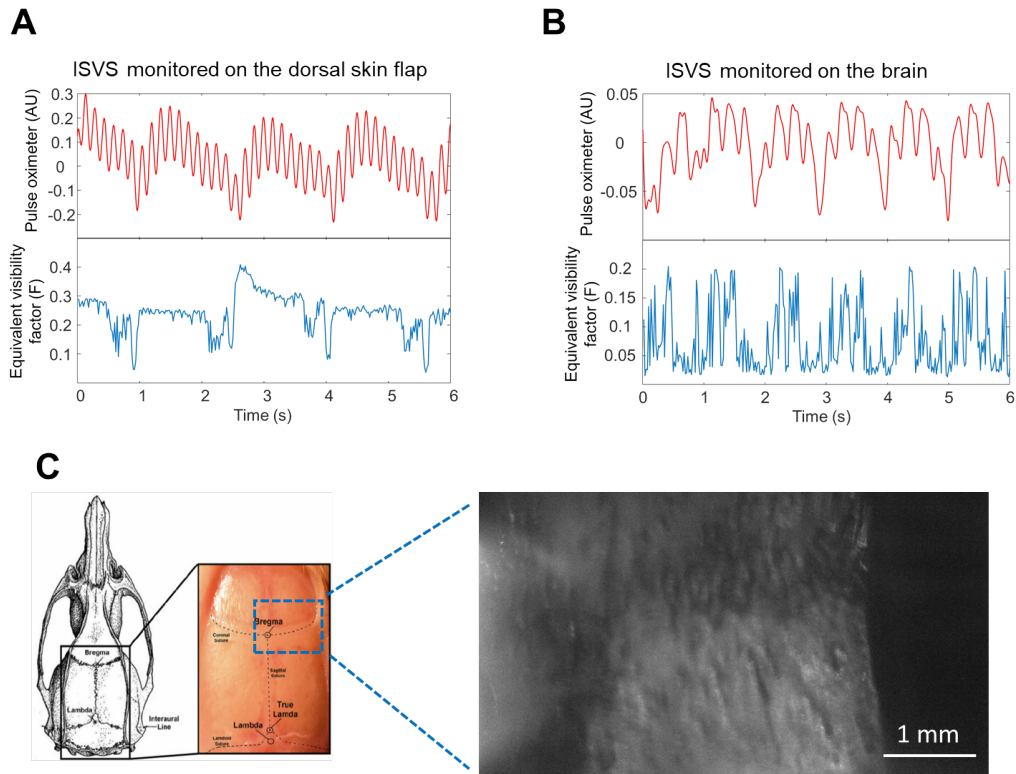 A
ISVS monitored on the dorsal skin flap
Pulse oximeter (AU)
0.3
0.2
0.1
0
-0.1
-0.2
Equivalent visibility
factor (F)
0.4
0.3
0.2
0.1
0 1 2 3 4 5 6
Time (s)
B
ISVS monitored on the brain
Pulse oximeter (AU)
0.05
0
-0.05
Equivalent visibility
factor (F)
0.2
0.15
0.1
0.05
0 1 2 3 4 5 6
Time (s)
C
Bregma
Lambda
Interaural
Line
Bregma
Coronal
Suture
Sagittal
Suture
True
Lamda
Lambda
Lambdoid
Suture
1 mm